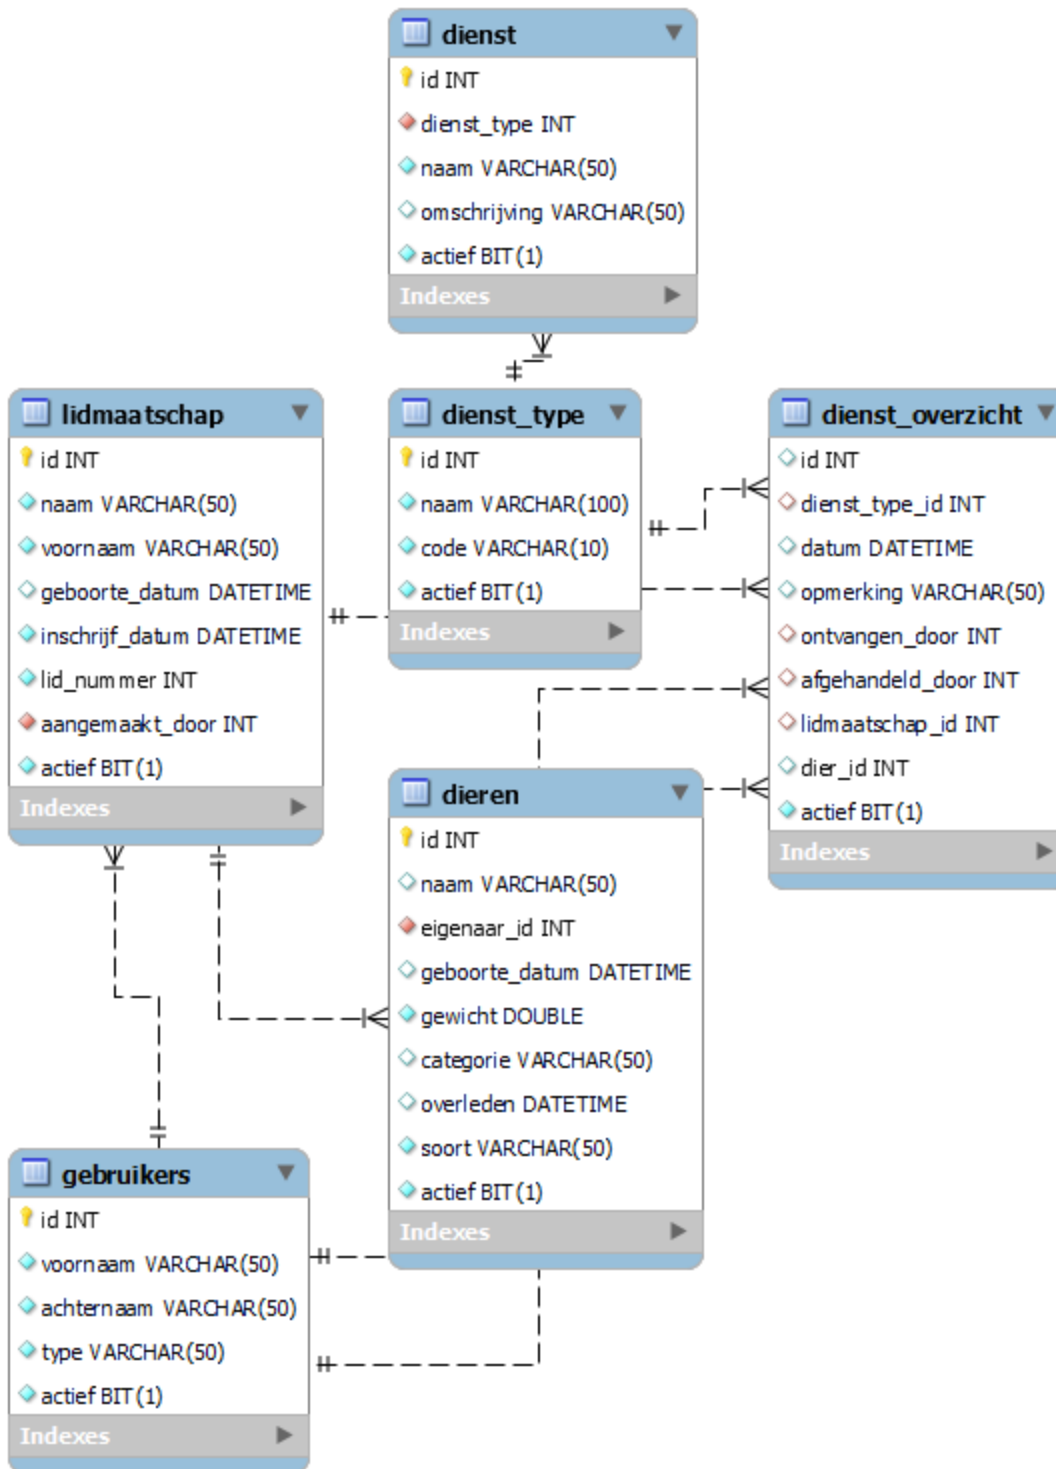 dienst
id INT
dienst_type INT
naam VARCHAR(50)
omschrijving VARCHAR(50)
actief BIT(1)
Indexes
lidmaatschap
id INT
naam VARCHAR(50)
voornaam VARCHAR(50)
geboorte_datum DATETIME
inschrijf_datum DATETIME
lid_nummer INT
aangemaakt_door INT
actief BIT(1)
Indexes
dienst_type
id INT
naam VARCHAR(100)
code VARCHAR(10)
actief BIT(1)
Indexes
dienst_overzicht
id INT
dienst_type_id INT
datum DATETIME
opmerking VARCHAR(50)
ontvangen_door INT
afgehandeld_door INT
lidmaatschap_id INT
dier_id INT
actief BIT(1)
Indexes
dieren
id INT
naam VARCHAR(50)
eigenaar_id INT
geboorte_datum DATETIME
gewicht DOUBLE
categorie VARCHAR(50)
overleden DATETIME
soort VARCHAR(50)
actief BIT(1)
Indexes
gebruikers
id INT
voornaam VARCHAR(50)
achternaam VARCHAR(50)
type VARCHAR(50)
actief BIT(1)
Indexes